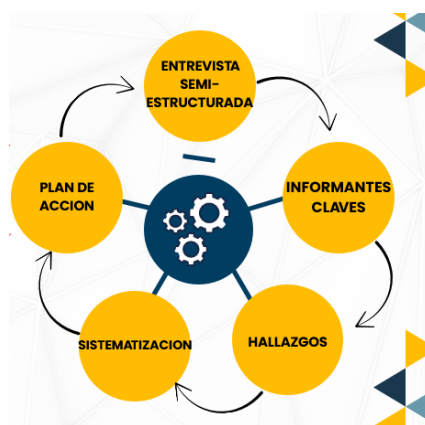 ENTREVISTA
SEMI-
ESTRUCTURADA
INFORMANTES
CLAVES
HALLAZGOS
SISTEMATIZACION
PLAN DE
ACCION